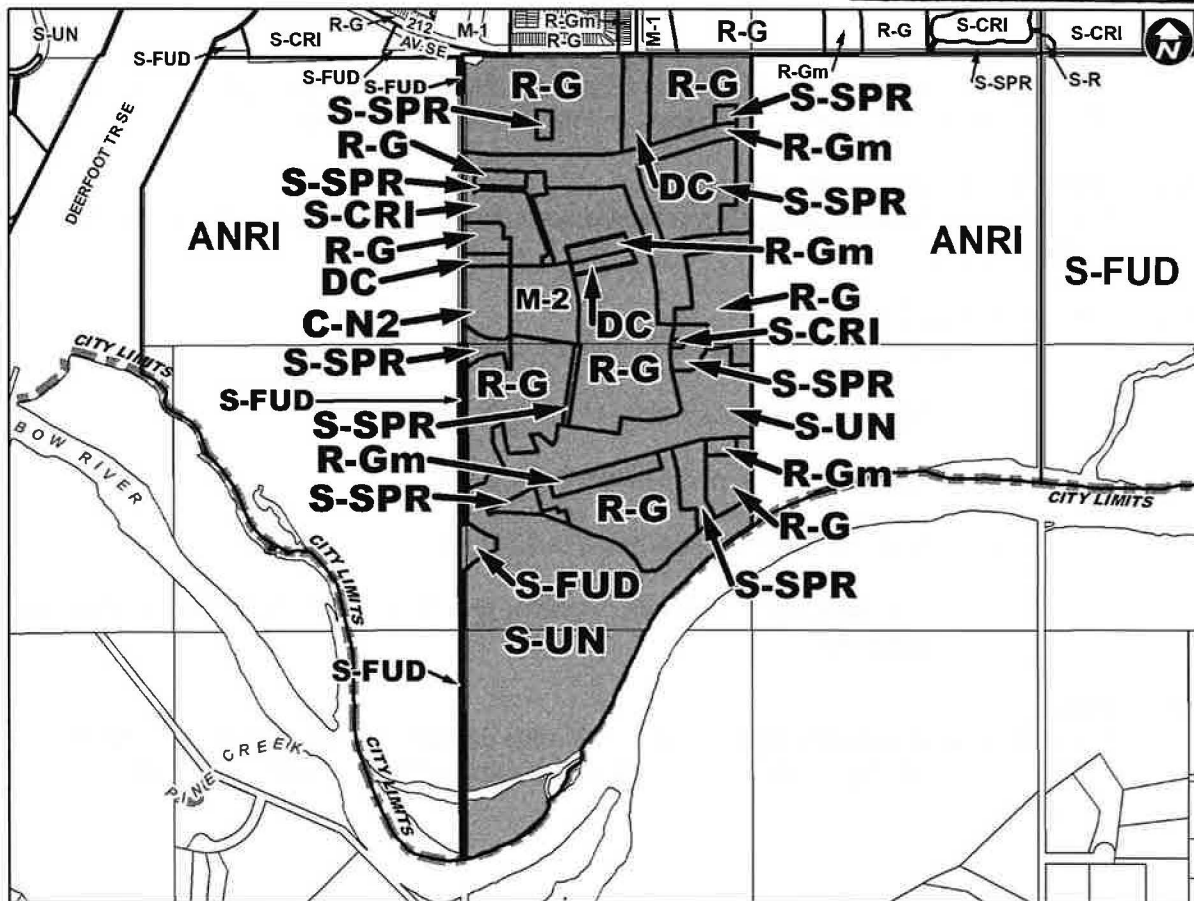 S-UN
S-FUD
S-CRI
R-G
212
AV SE
S-FUD
M-1
R-Gm
R-G
M-1
R-G
R-Gm
R-G
S-CRI
S-SPR
S-R
S-CRI
N
DEERFOOT TR SE
S-FUD
R-G
R-G
S-SPR
S-SPR
R-Gm
R-G
S-SPR
DC
S-SPR
S-CRI
ANRI
R-G
R-Gm
ANRI
S-FUD
DC
M-2
R-G
C-N2
DC
S-CRI
CITY LIMITS
S-SPR
R-G
R-G
S-SPR
S-FUD
S-SPR
S-UN
BOW RIVER
R-Gm
R-Gm
S-SPR
R-G
R-G
CITY LIMITS
CITY LIMITS
S-FUD
S-SPR
S-UN
S-FUD
PINE CREEK
CITY LIMITS